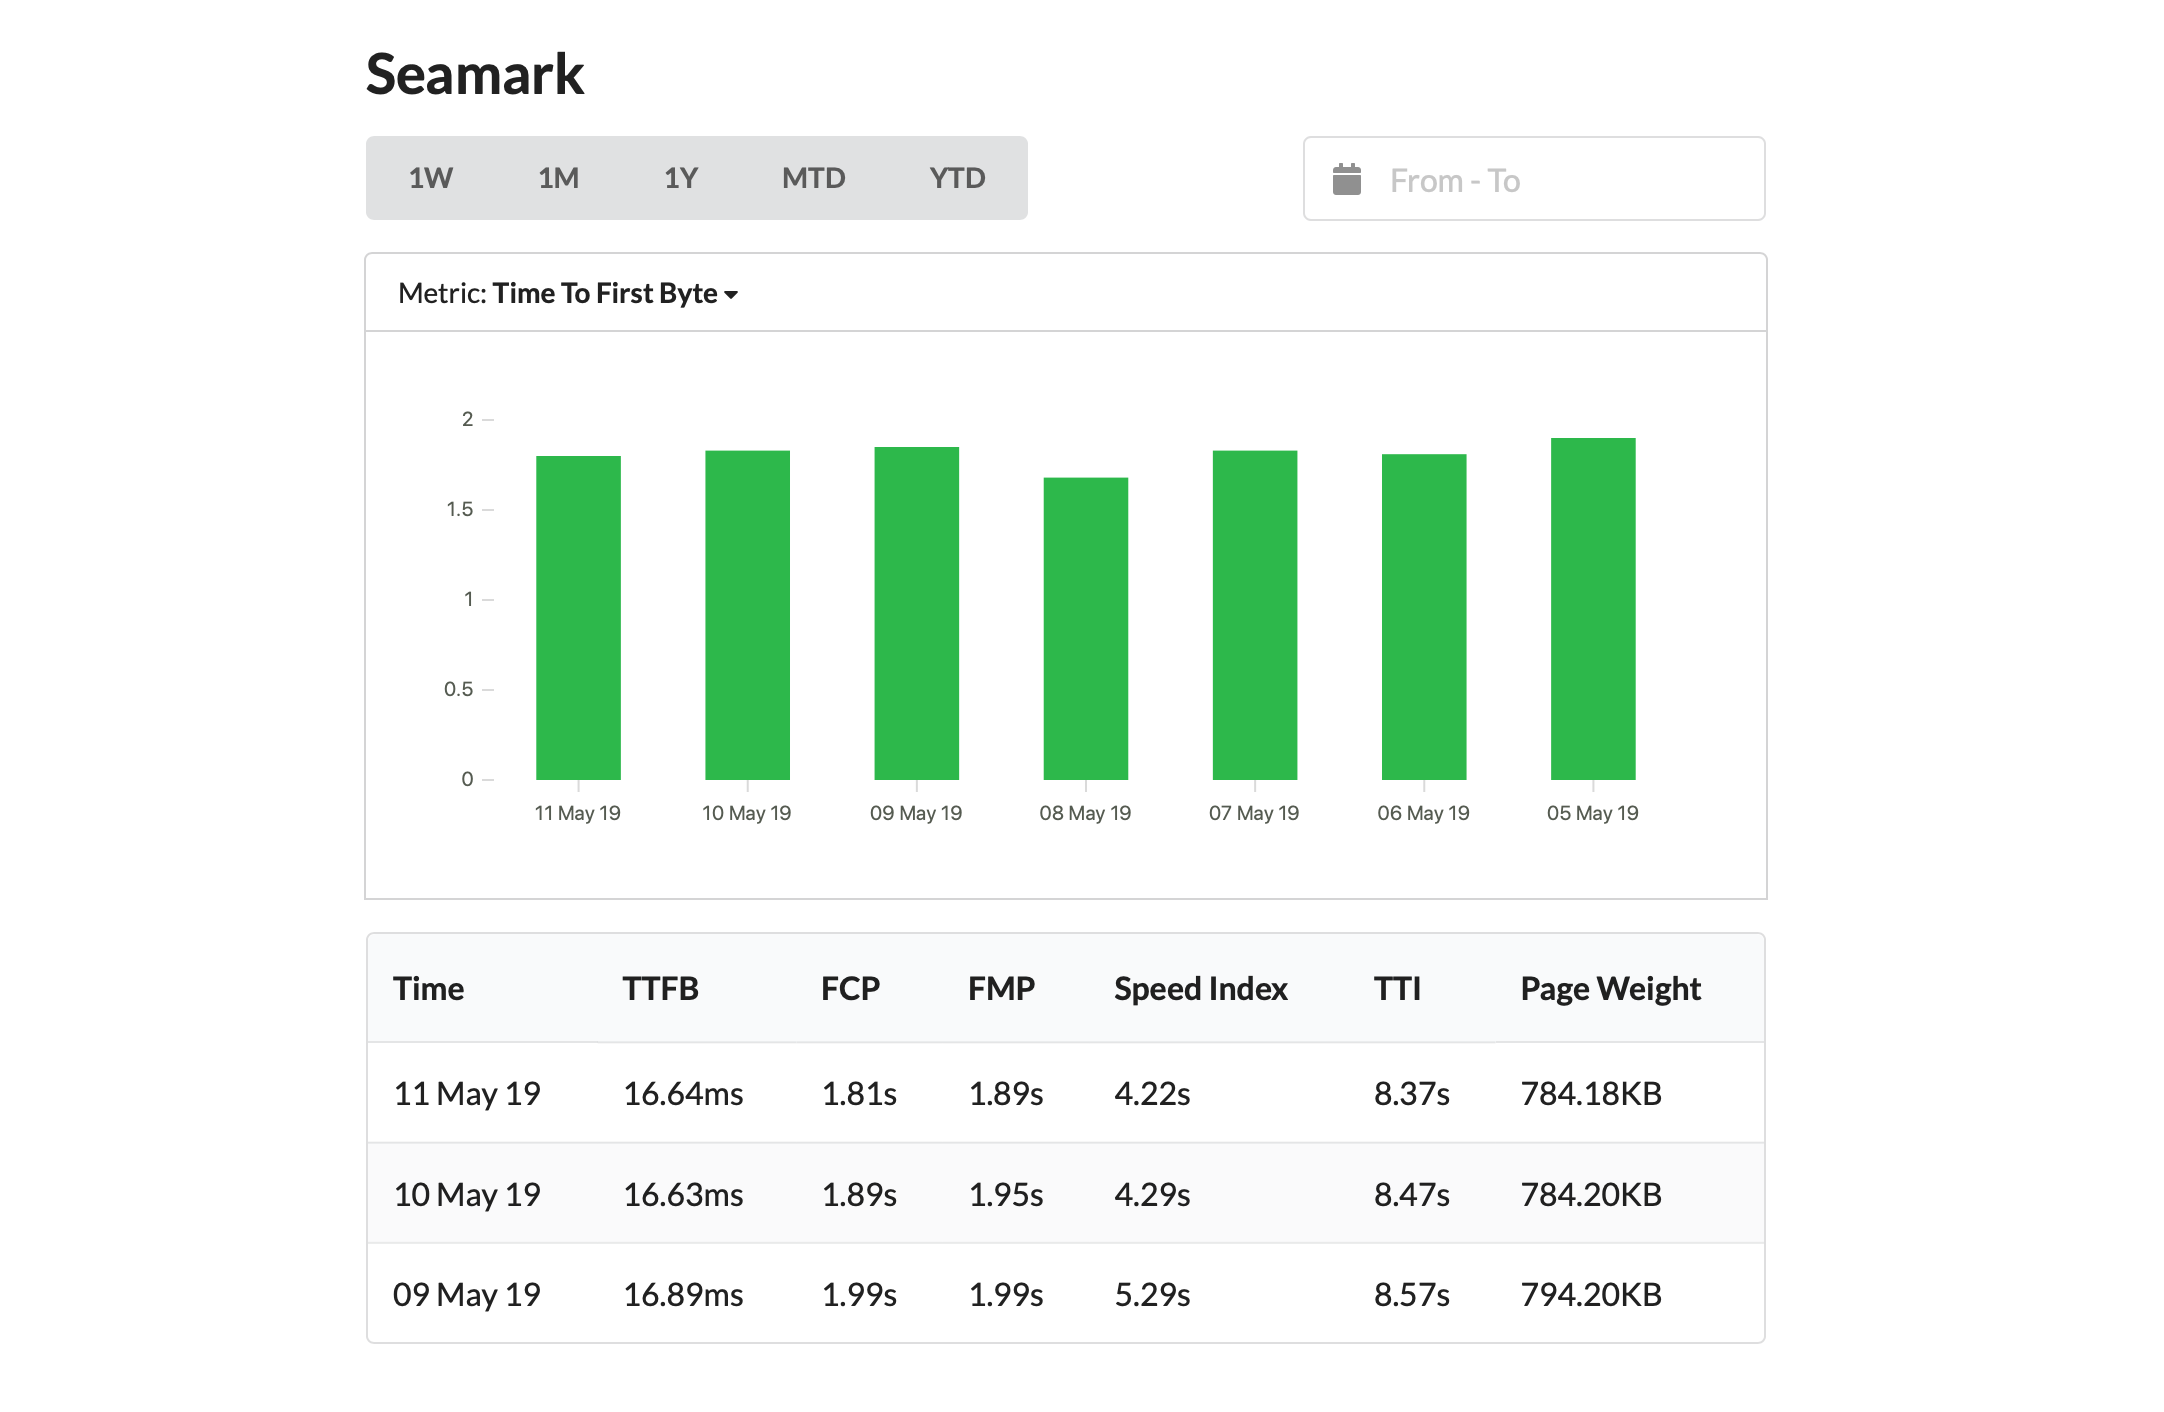 Seamark
1W 1M 1Y MTD YTD
From - To
Metric: Time To First Byte
2
1.5
1
0.5
0
11 May 19 10 May 19 09 May 19 08 May 19 07 May 19 06 May 19 05 May 19
Time TTFB FCP FMP Speed Index TTI Page Weight
11 May 19 16.64ms 1.81s 1.89s 4.22s 8.37s 784.18KB
10 May 19 16.63ms 1.89s 1.95s 4.29s 8.47s 784.20KB
09 May 19 16.89ms 1.99s 1.99s 5.29s 8.57s 794.20KB